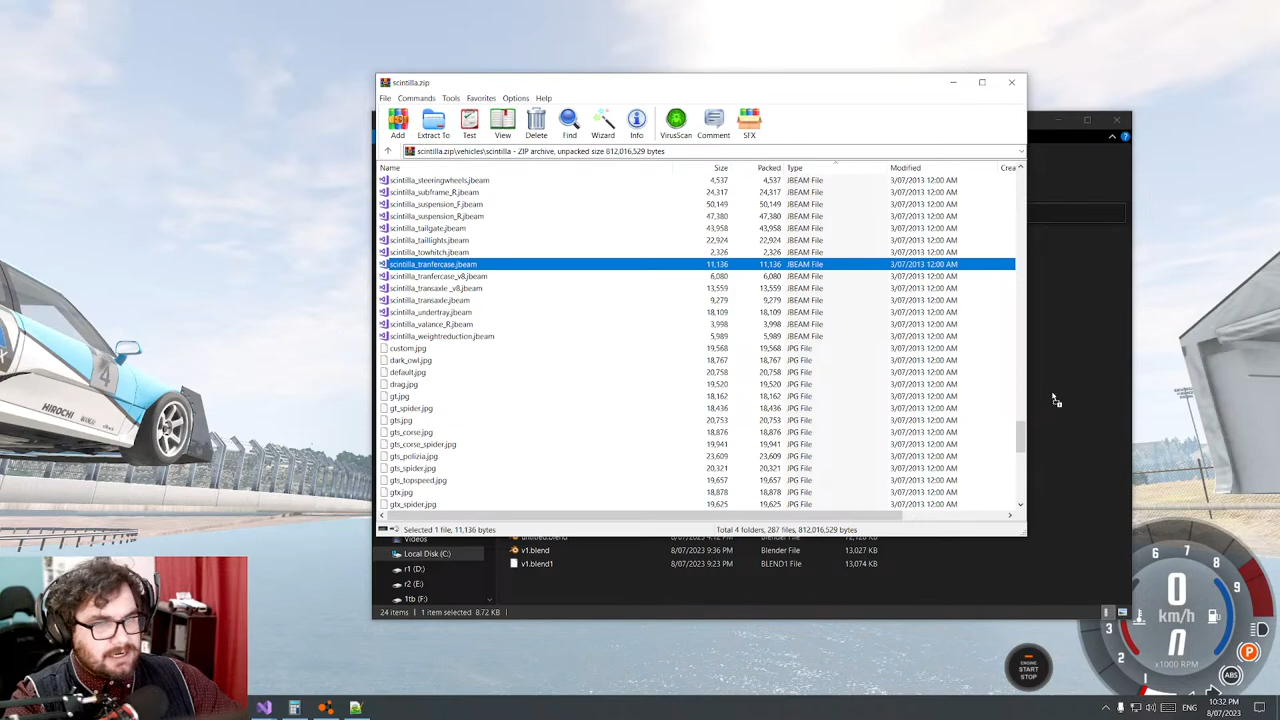 scintilla.zip
File Commands Tools Favorites Options Help
Add Extract To Test View Delete Find Wizard Info VirusScan Comment SFX
scintilla.zip\vehicles\scintilla - ZIP archive, unpacked size 812,016,529 bytes
Name Size Packed Type Modified Crea
scintilla_steeringwheels.jbeam 4,537 4,537 JBEAM File 3/07/2013 12:00 AM
scintilla_subframe_R.jbeam 24,317 24,317 JBEAM File 3/07/2013 12:00 AM
scintilla_suspension_F.jbeam 50,149 50,149 JBEAM File 3/07/2013 12:00 AM
scintilla_suspension_R.jbeam 47,380 47,380 JBEAM File 3/07/2013 12:00 AM
scintilla_tailgate.jbeam 43,958 43,958 JBEAM File 3/07/2013 12:00 AM
scintilla_taillights.jbeam 22,924 22,924 JBEAM File 3/07/2013 12:00 AM
scintilla_towhitch.jbeam 2,326 2,326 JBEAM File 3/07/2013 12:00 AM
scintilla_tranfercase.jbeam 11,136 11,136 JBEAM File 3/07/2013 12:00 AM
scintilla_tranfercase_v8.jbeam 6,080 6,080 JBEAM File 3/07/2013 12:00 AM
scintilla_transaxle _v8.jbeam 13,559 13,559 JBEAM File 3/07/2013 12:00 AM
scintilla_transaxle.jbeam 9,279 9,279 JBEAM File 3/07/2013 12:00 AM
scintilla_undertray.jbeam 18,109 18,109 JBEAM File 3/07/2013 12:00 AM
scintilla_valance_R.jbeam 3,998 3,998 JBEAM File 3/07/2013 12:00 AM
scintilla_weightreduction.jbeam 5,989 5,989 JBEAM File 3/07/2013 12:00 AM
custom.jpg 19,568 19,568 JPG File 3/07/2013 12:00 AM
dark_owl.jpg 18,767 18,767 JPG File 3/07/2013 12:00 AM
default.jpg 20,758 20,758 JPG File 3/07/2013 12:00 AM
drag.jpg 19,520 19,520 JPG File 3/07/2013 12:00 AM
gt.jpg 18,162 18,162 JPG File 3/07/2013 12:00 AM
gt_spider.jpg 18,436 18,436 JPG File 3/07/2013 12:00 AM
gts.jpg 20,753 20,753 JPG File 3/07/2013 12:00 AM
gts_corse.jpg 18,876 18,876 JPG File 3/07/2013 12:00 AM
gts_corse_spider.jpg 19,941 19,941 JPG File 3/07/2013 12:00 AM
gts_polizia.jpg 23,609 23,609 JPG File 3/07/2013 12:00 AM
gts_spider.jpg 20,321 20,321 JPG File 3/07/2013 12:00 AM
gts_topspeed.jpg 19,657 19,657 JPG File 3/07/2013 12:00 AM
gtx.jpg 18,878 18,878 JPG File 3/07/2013 12:00 AM
gtx_spider.jpg 19,625 19,625 JPG File 3/07/2013 12:00 AM
Selected 1 file, 11,136 bytes Total 4 folders, 287 files, 812,016,529 bytes
Videos
Local Disk (C:) v1.blend 8/07/2023 9:36 PM Blender File 13,027 KB
r1 (D:) v1.blend1 8/07/2023 9:23 PM BLEND1 File 13,074 KB
r2 (E:)
1tb (F:)
24 items 1 item selected 8.72 KB
HIROCHI
4
6 7 8 9
0
km/h
n
x1000 RPM
3
2
1
P
ABS
ENGINE
START
STOP
ENG
10:32 PM
8/07/2023